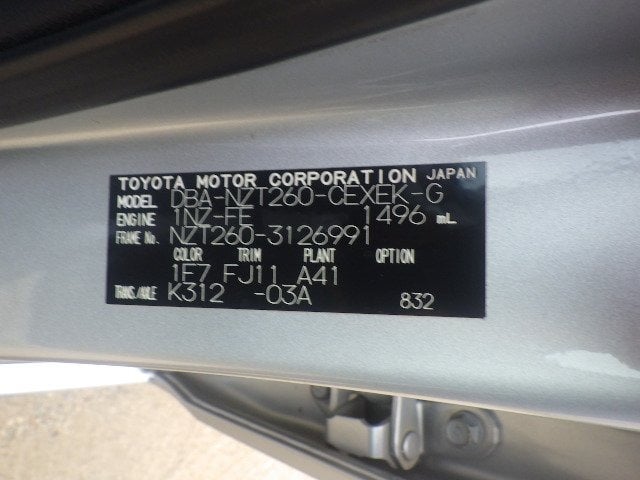 TOYOTA MOTOR CORPORATION JAPAN
MODEL DBA-NZT260-CEXEK-G
ENGINE 1NZ-FE 1496 mL
FRAME No. NZT260-3126991
COLOR TRIM PLANT OPTION
1F7 FJ11 A41
TRANS./AXLE K312 -03A 832